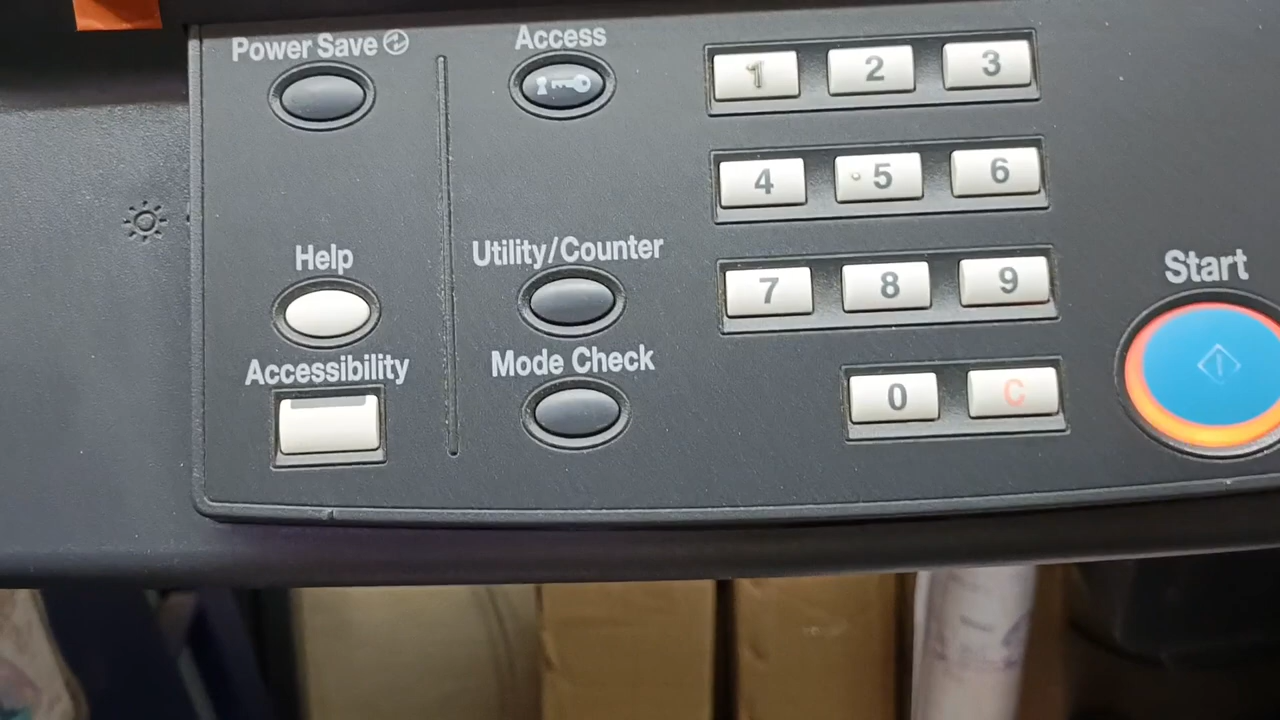 Power Save
Access
1 2 3
4 5 6
Help
Utility/Counter
7 8 9
Start
Accessibility
Mode Check
0 C